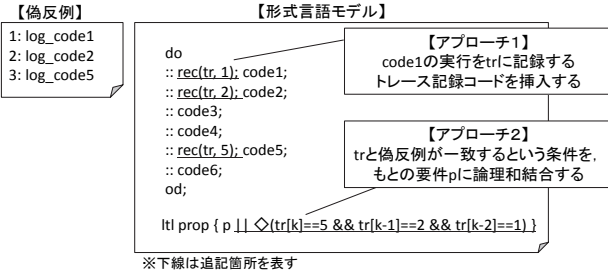 【偽反例】
1: log_code1
2: log_code2
3: log_code5
【形式言語モデル】
do
:: rec(tr, 1); code1;
:: rec(tr, 2); code2;
:: code3;
:: code4;
:: rec(tr, 5); code5;
:: code6;
od;
ltl prop { p || ◇(tr[k]==5 && tr[k-1]==2 && tr[k-2]==1) }
【アプローチ1】
code1の実行をtrに記録する
トレース記録コードを挿入する
【アプローチ2】
trと偽反例が一致するという条件を,
もとの要件pに論理和結合する
※下線は追記箇所を表す